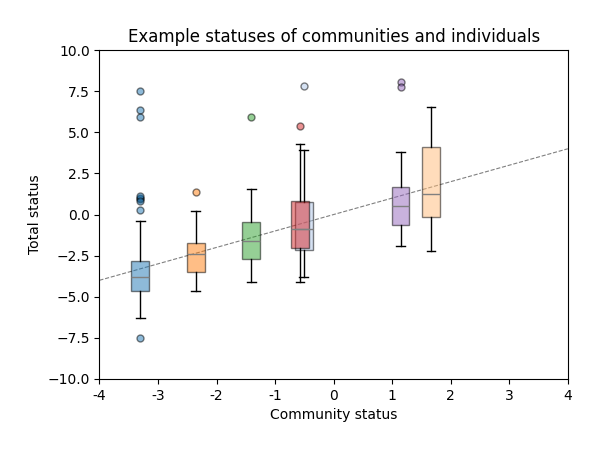 Example statuses of communities and individuals
10.0
7.5
5.0
2.5
0.0
−2.5
−5.0
−7.5
−10.0
Total status
-4 -3 -2 -1 0 1 2 3 4
Community status